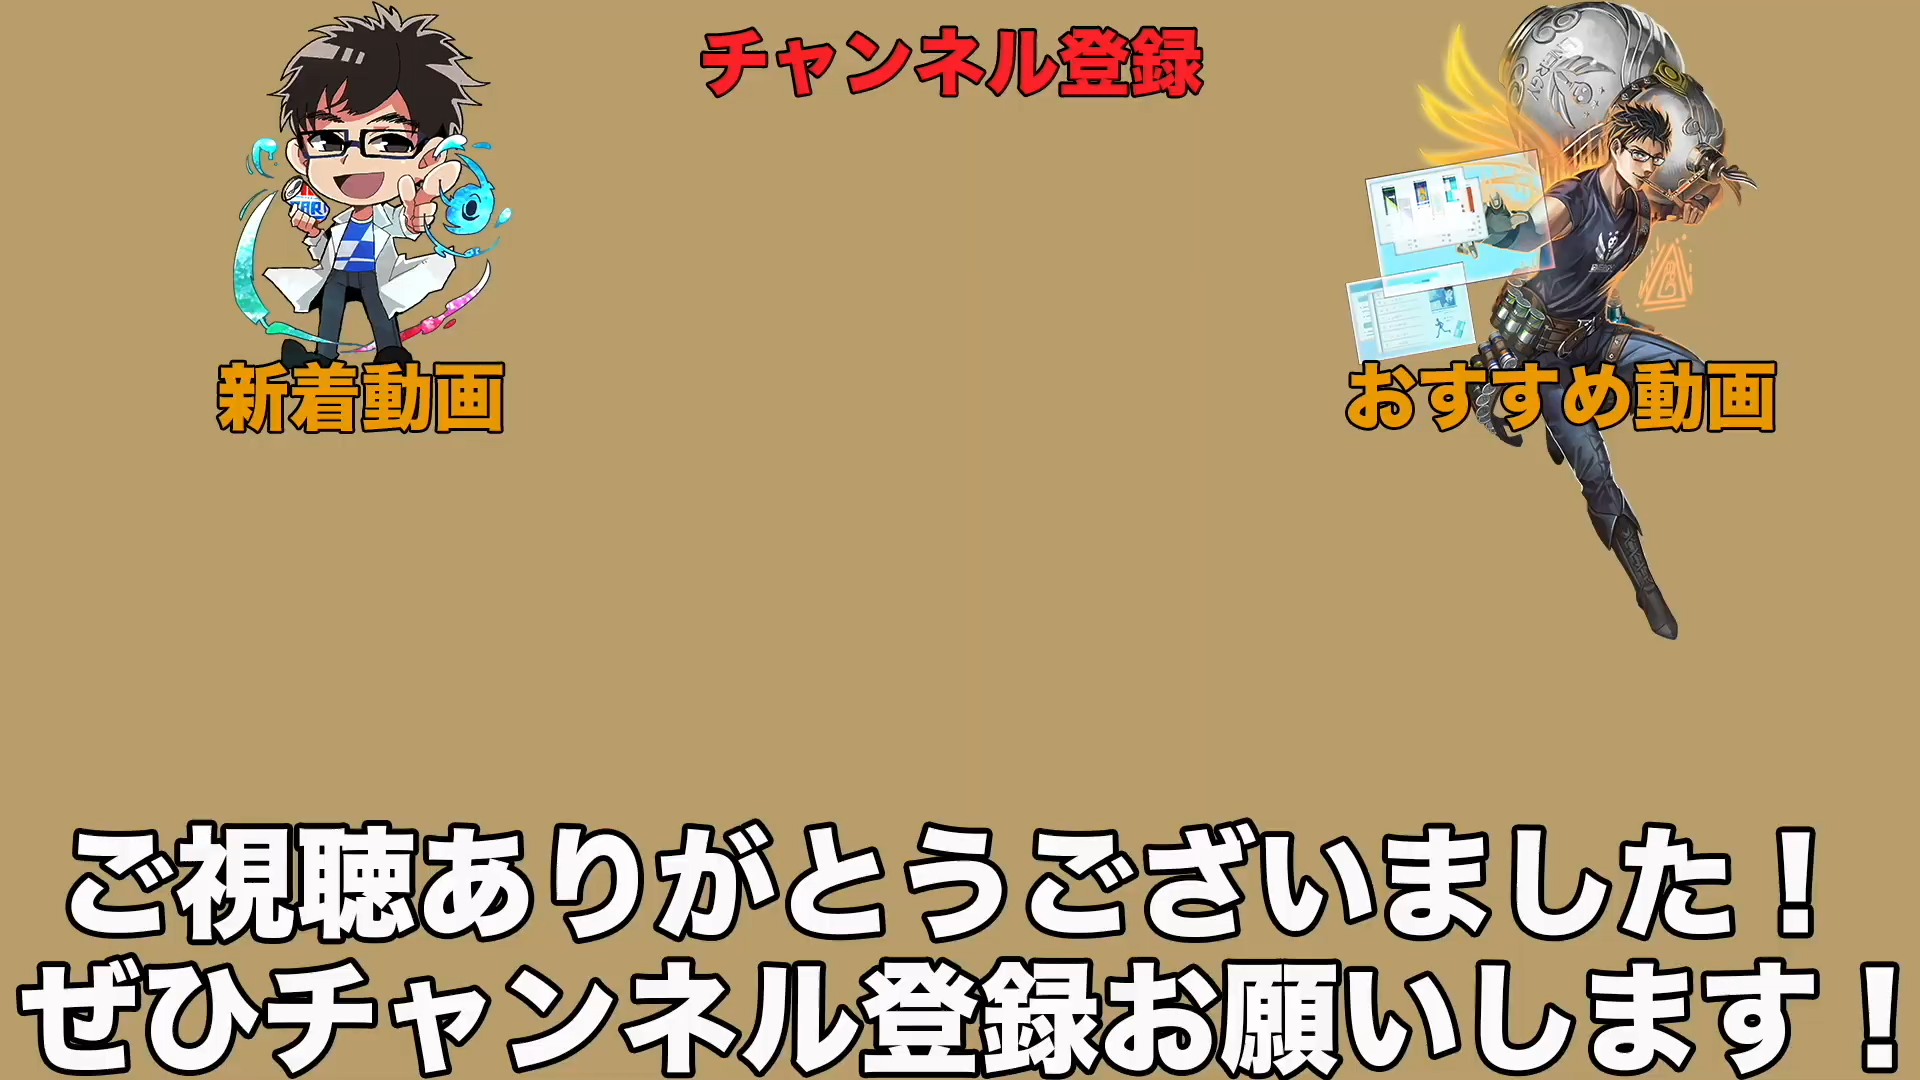 チャンネル登録
ENERGY
新着動画
おすすめ動画
ご視聴ありがとうございました！
ぜひチャンネル登録お願いします！